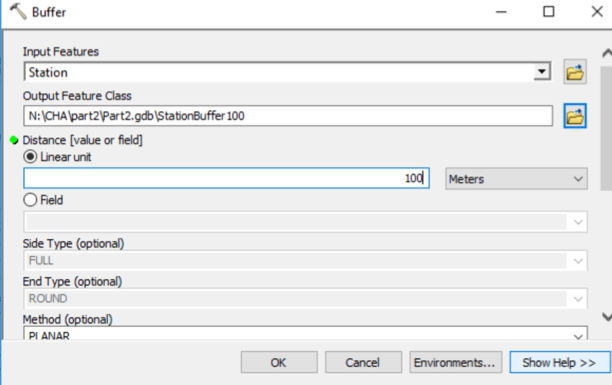 Buffer
Input Features
Station
Output Feature Class
N:\CHA\part2\Part2.gdb\StationBuffer100
Distance [value or field]
Linear unit
100 Meters
Field
Side Type (optional)
FULL
End Type (optional)
ROUND
Method (optional)
PLANAR
OK Cancel Environments... Show Help >>